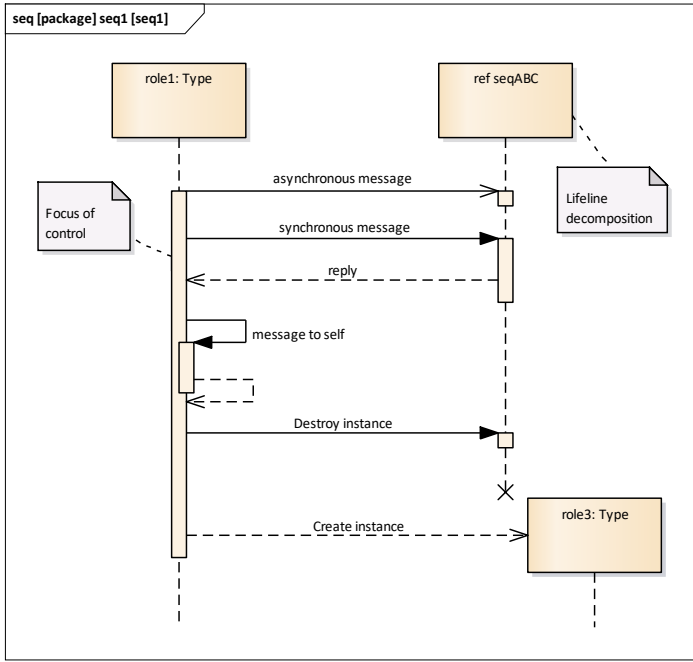 seq [package] seq1 [seq1]
role1: Type
ref seqABC
asynchronous message
Focus of
control
Lifeline
decomposition
synchronous message
reply
message to self
Destroy instance
role3: Type
Create instance